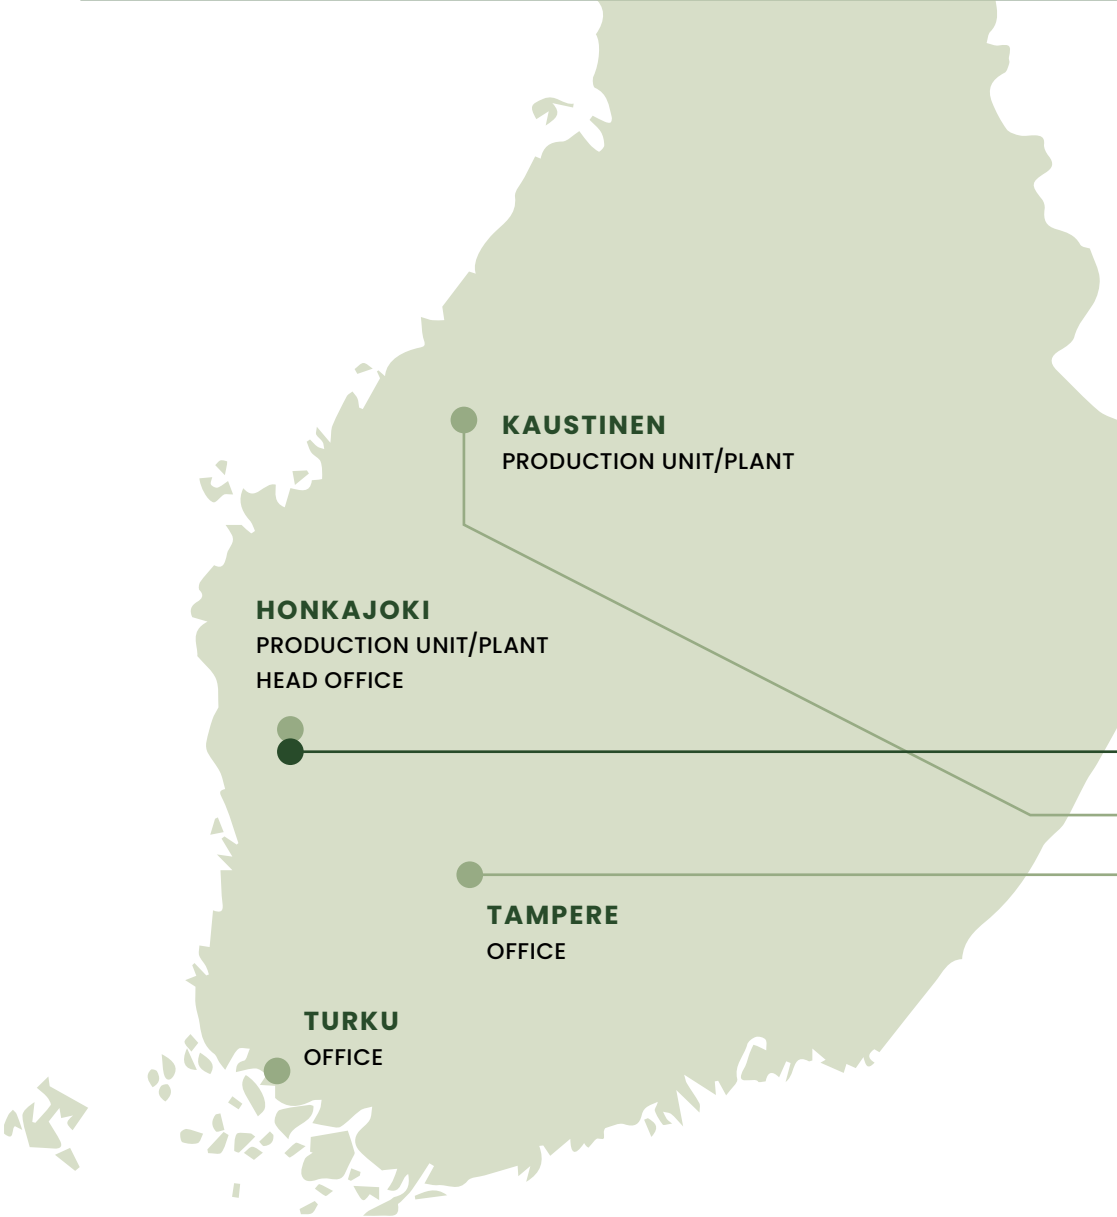 KAUSTINEN
PRODUCTION UNIT/PLANT
HONKAJOKI
PRODUCTION UNIT/PLANT
HEAD OFFICE
TAMPERE
OFFICE
TURKU
OFFICE